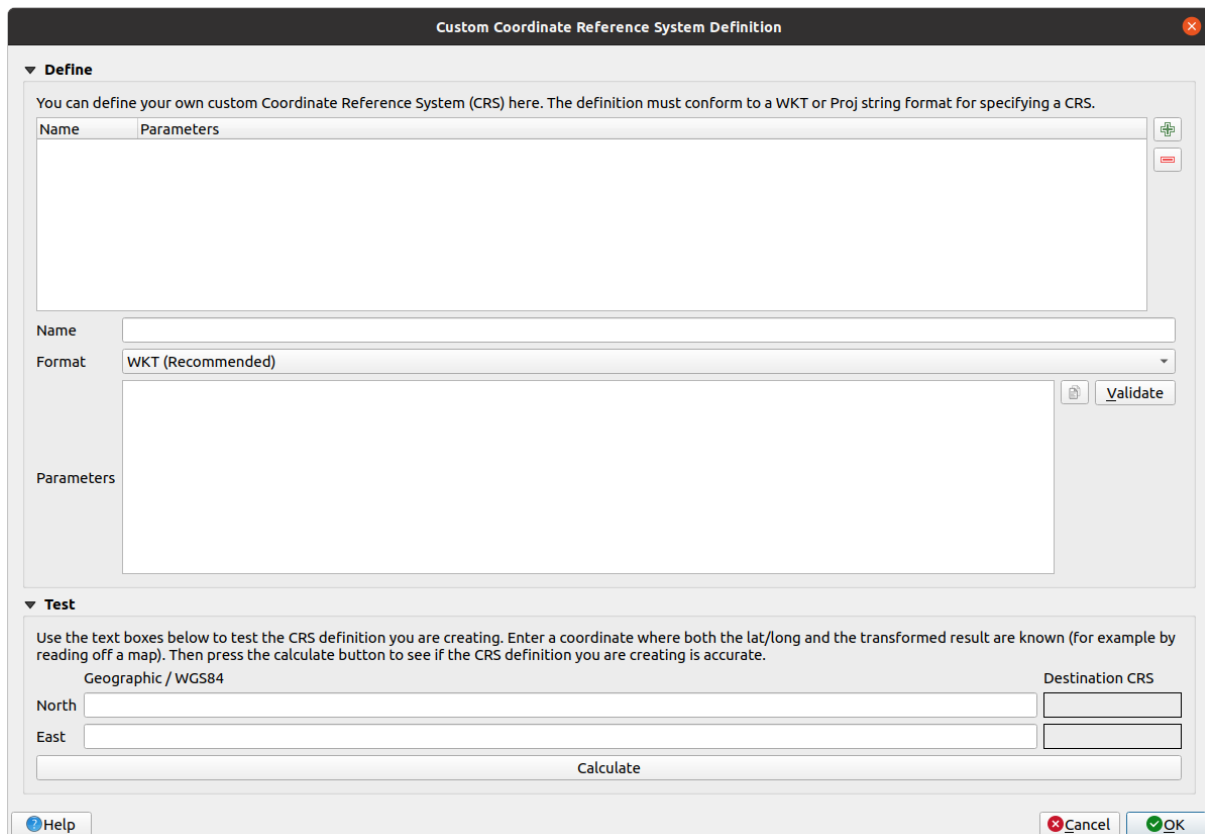 Custom Coordinate Reference System Definition
Define
You can define your own custom Coordinate Reference System (CRS) here. The definition must conform to a WKT or Proj string format for specifying a CRS.
Name Parameters
Name
Format WKT (Recommended)
Validate
Parameters
Test
Use the text boxes below to test the CRS definition you are creating. Enter a coordinate where both the lat/long and the transformed result are known (for example by
reading off a map). Then press the calculate button to see if the CRS definition you are creating is accurate.
Geographic / WGS84 Destination CRS
North
East
Calculate
Help Cancel OK